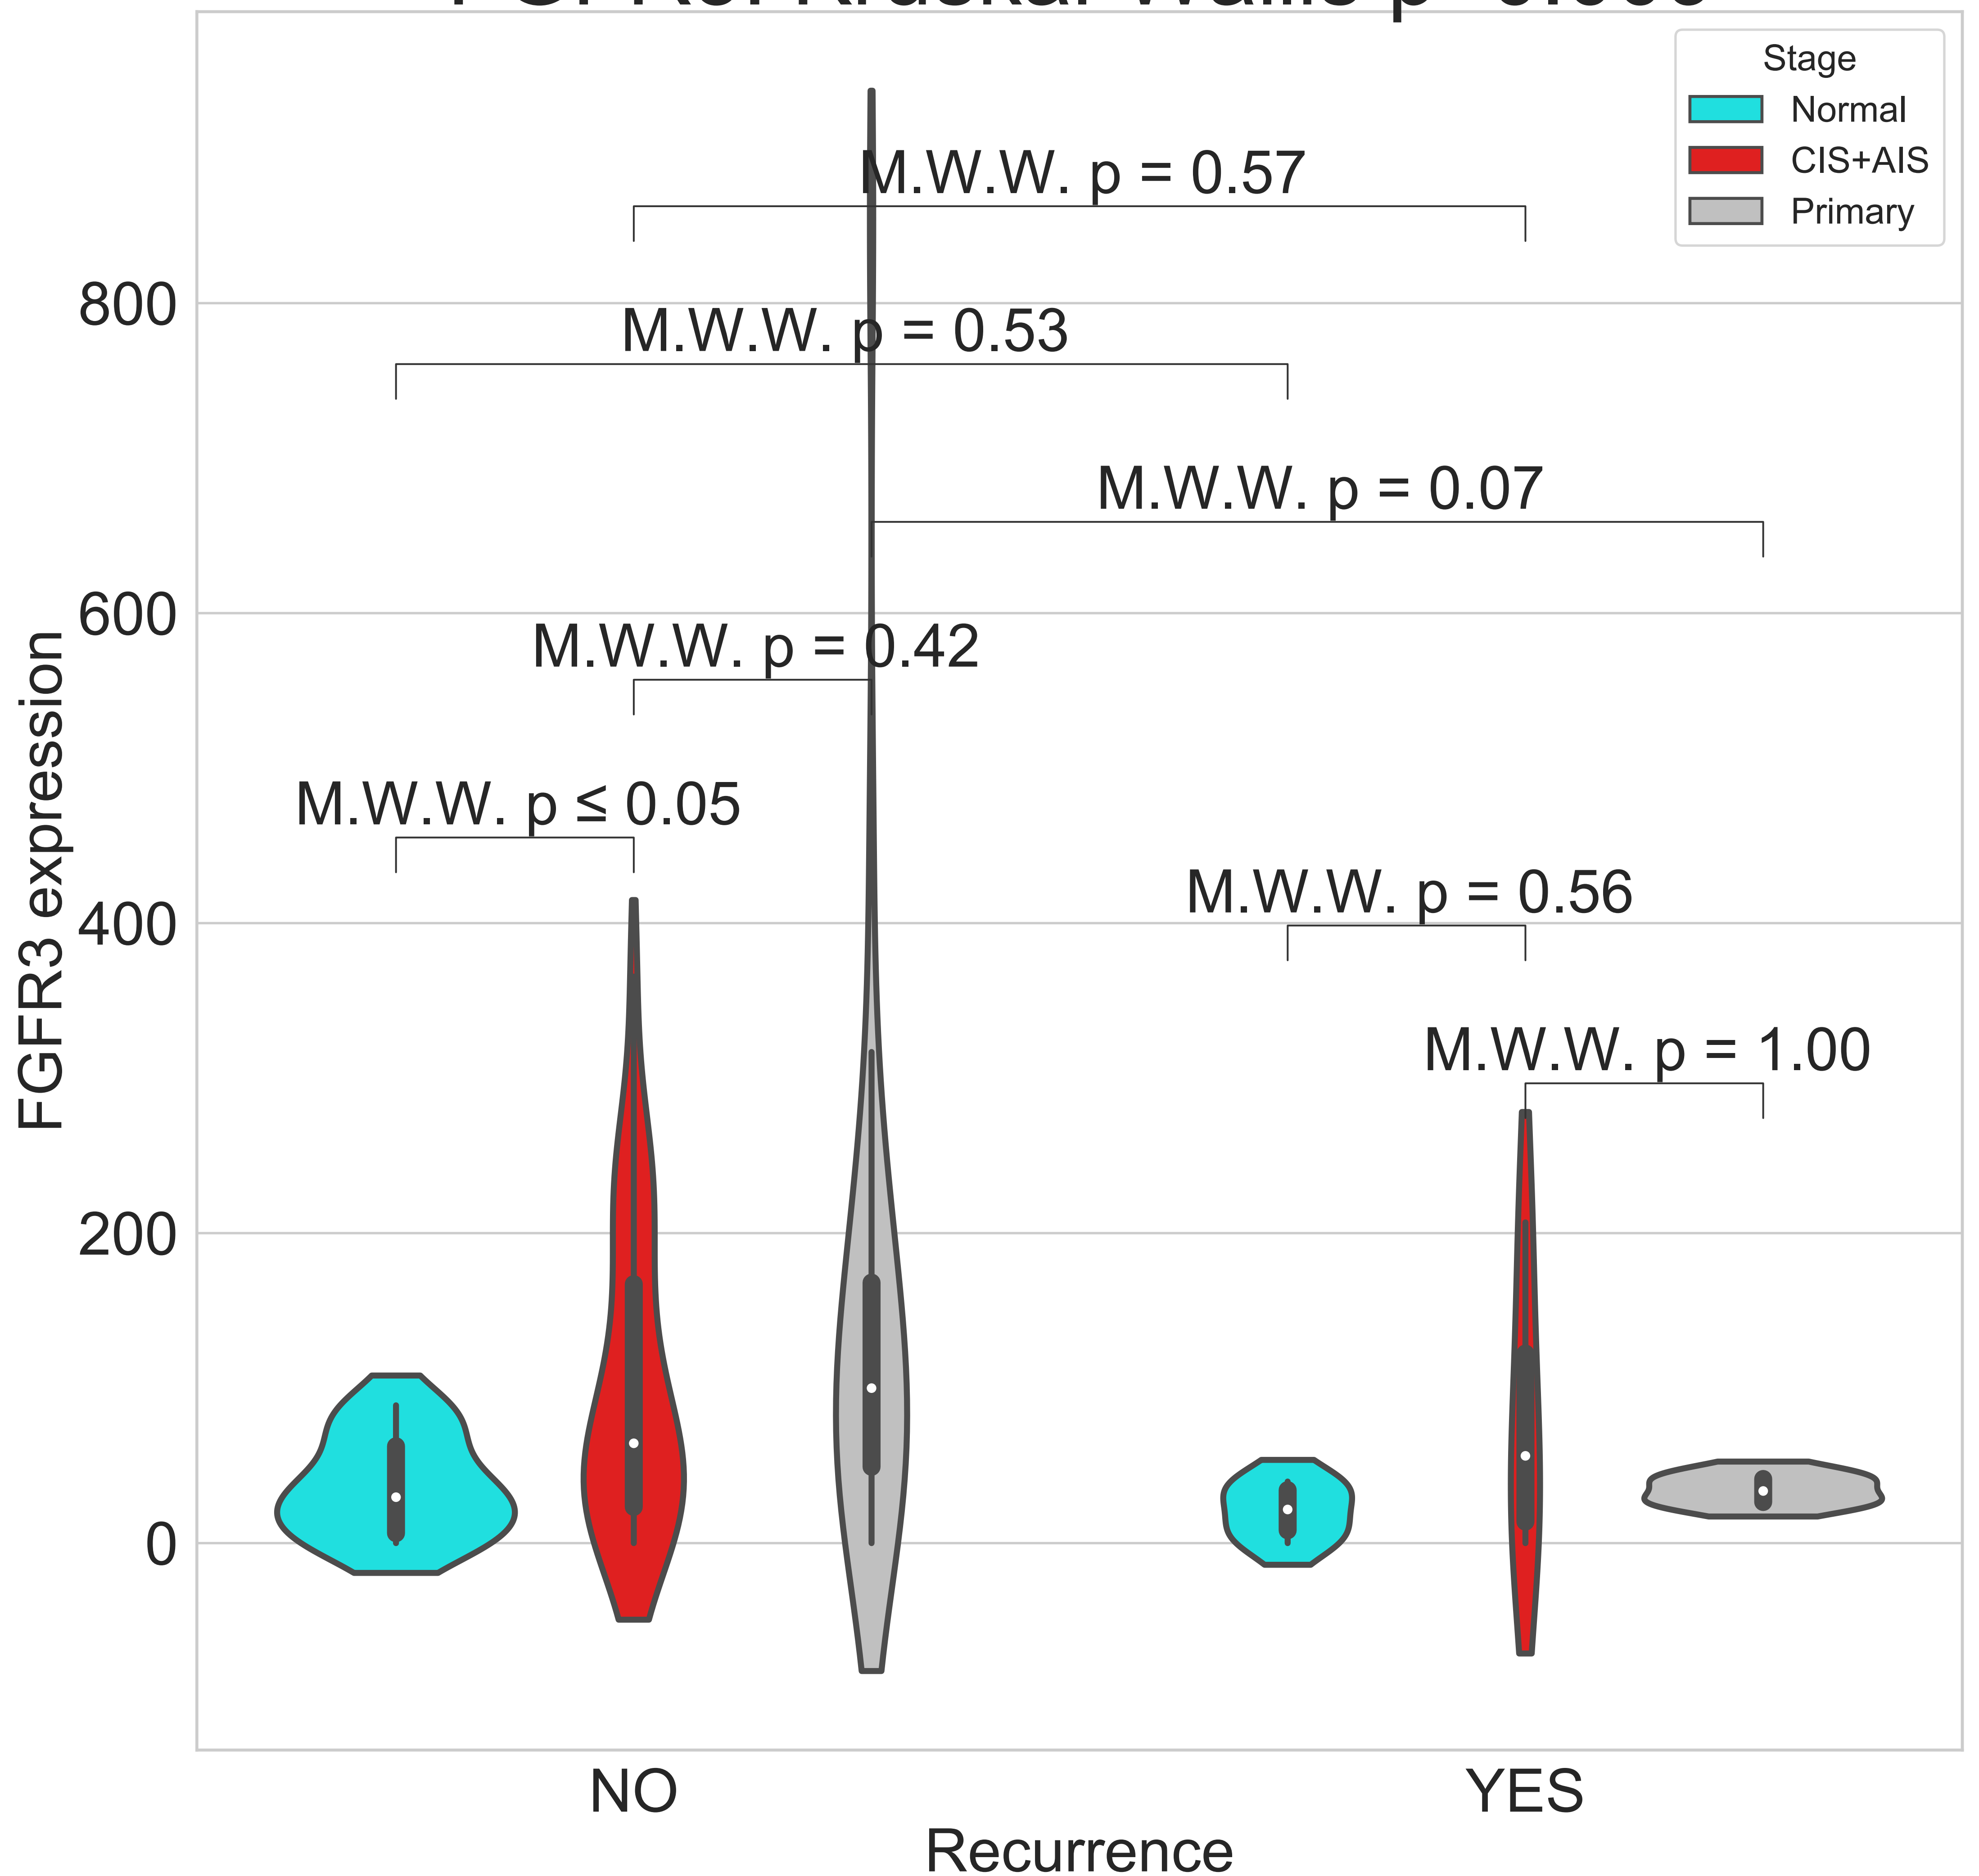 Stage
Normal
CIS+AIS
Primary
M.W.W. p = 0.57
800
M.W.W. p = 0.53
M.W.W. p = 0.07
600
M.W.W. p = 0.42
M.W.W. p ≤ 0.05
400
M.W.W. p = 0.56
M.W.W. p = 1.00
200
0
FGFR3 expression
NO
YES
Recurrence